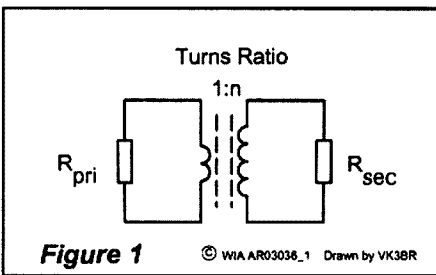 Turns Ratio
1:n
R pri
R sec
Figure 1
© WIA AR03036_1 Drawn by VK3BR